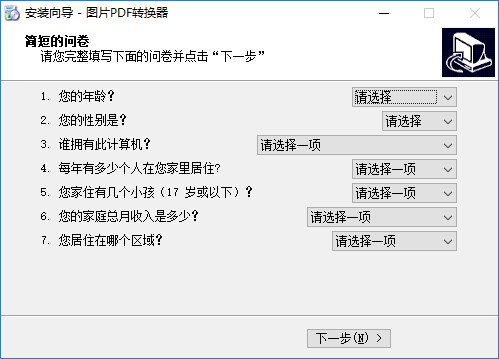 安装向导 - 图片PDF转换器
简短的问卷
请您完整填写下面的问卷并点击“下一步”
1. 您的年龄？ 请选择
2. 您的性别是？ 请选择
3. 谁拥有此计算机？ 请选择一项
4. 每年有多少个人在您家里居住？ 请选择一项
5. 您家住有几个小孩（17 岁或以下）？ 请选择一项
6. 您的家庭总月收入是多少？ 请选择一项
7. 您居住在哪个区域？ 请选择一项
下一步(N) >